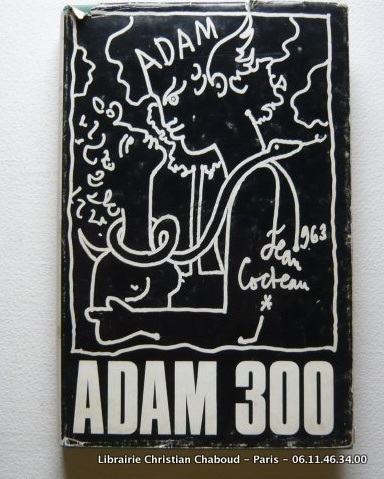 ADAM
1963
Jean
Cocteau
*
ADAM 300
Librairie Christian Chaboud - Paris - 06.11.46.34.00